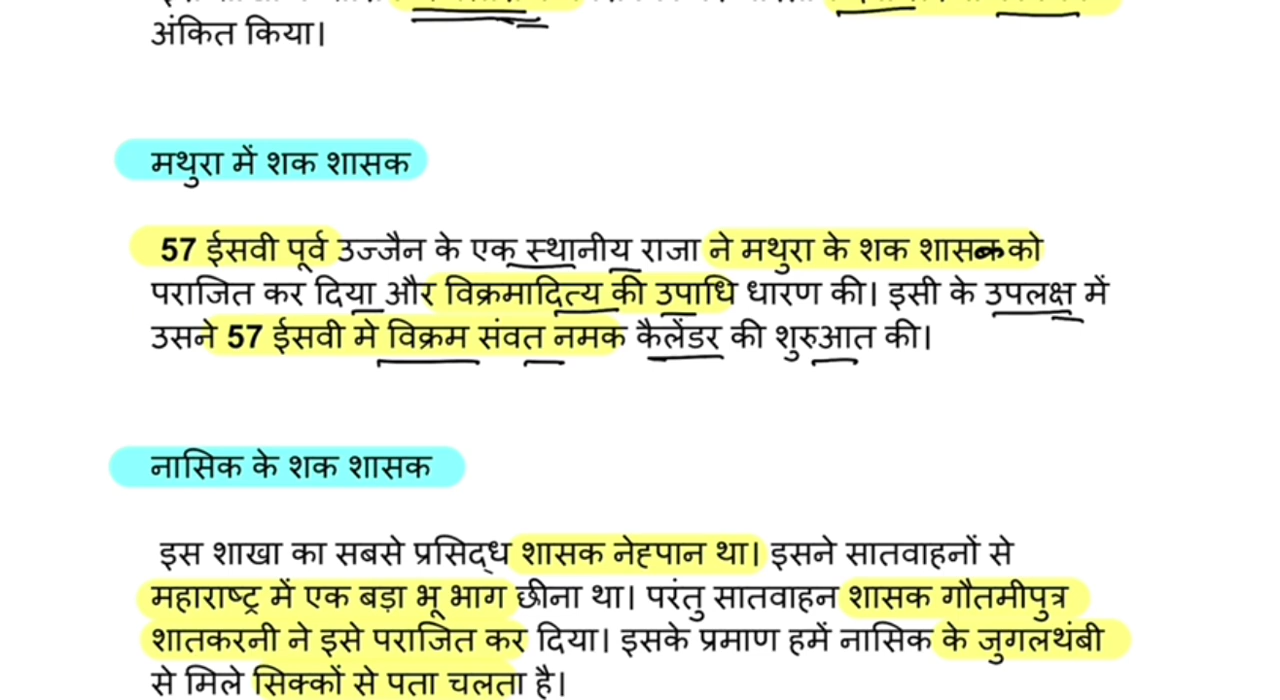 अंकित किया।
मथुरा में शक शासक
57 ईसवी पूर्व उज्जैन के एक स्थानीय राजा ने मथुरा के शक शासक को
पराजित कर दिया और विक्रमादित्य की उपाधि धारण की। इसी के उपलक्ष में
उसने 57 ईसवी मे विक्रम संवत नमक कैलेंडर की शुरुआत की।
नासिक के शक शासक
इस शाखा का सबसे प्रसिद्ध शासक नेह्पान था। इसने सातवाहनों से
महाराष्ट्र में एक बड़ा भू भाग छीना था। परंतु सातवाहन शासक गौतमीपुत्र
शातकरनी ने इसे पराजित कर दिया। इसके प्रमाण हमें नासिक के जुगलथंबी
से मिले सिक्कों से पता चलता है।